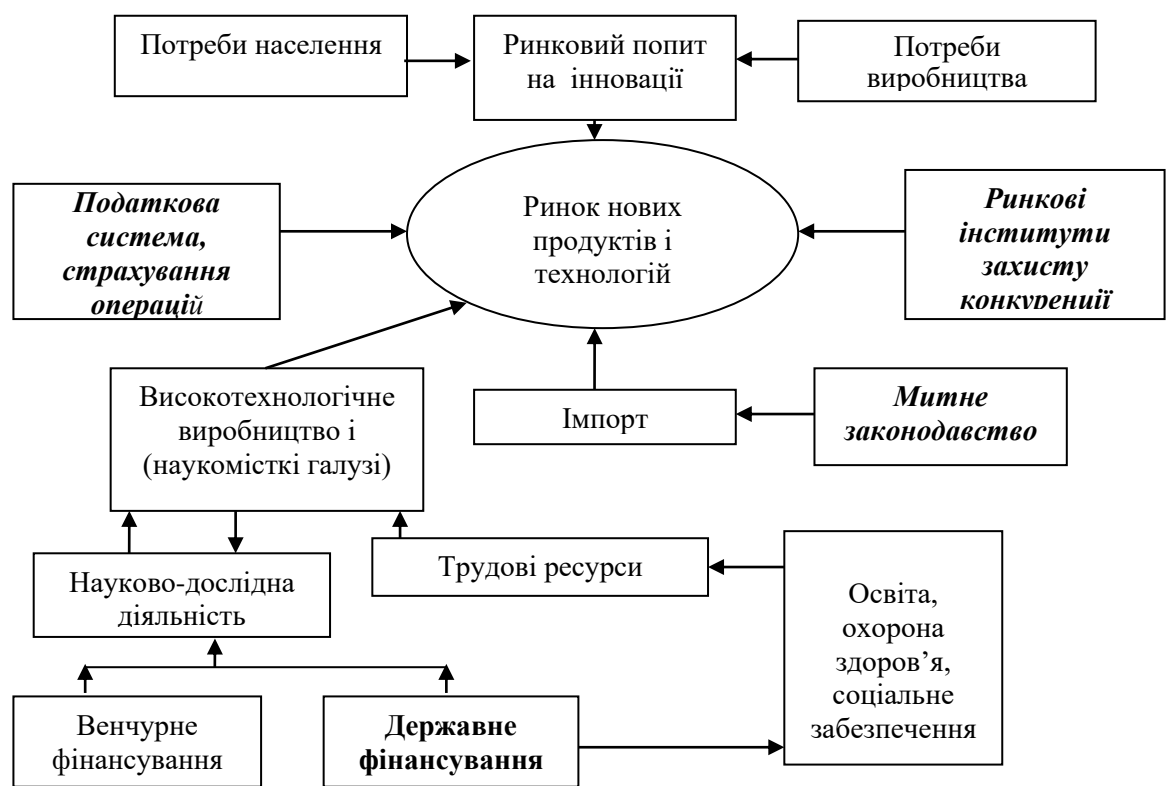 Потреби населення
Ринковий попит
на інновації
Потреби
виробництва
Податкова
система,
страхування
операцій
Ринок нових
продуктів і
технологій
Ринкові
інститути
захисту
конкуренції
Високотехнологічне
виробництво і
(наукомісткі галузі)
Імпорт
Митне
законодавство
Науково-дослідна
діяльність
Трудові ресурси
Освіта,
охорона
здоров’я,
соціальне
забезпечення
Венчурне
фінансування
Державне
фінансування